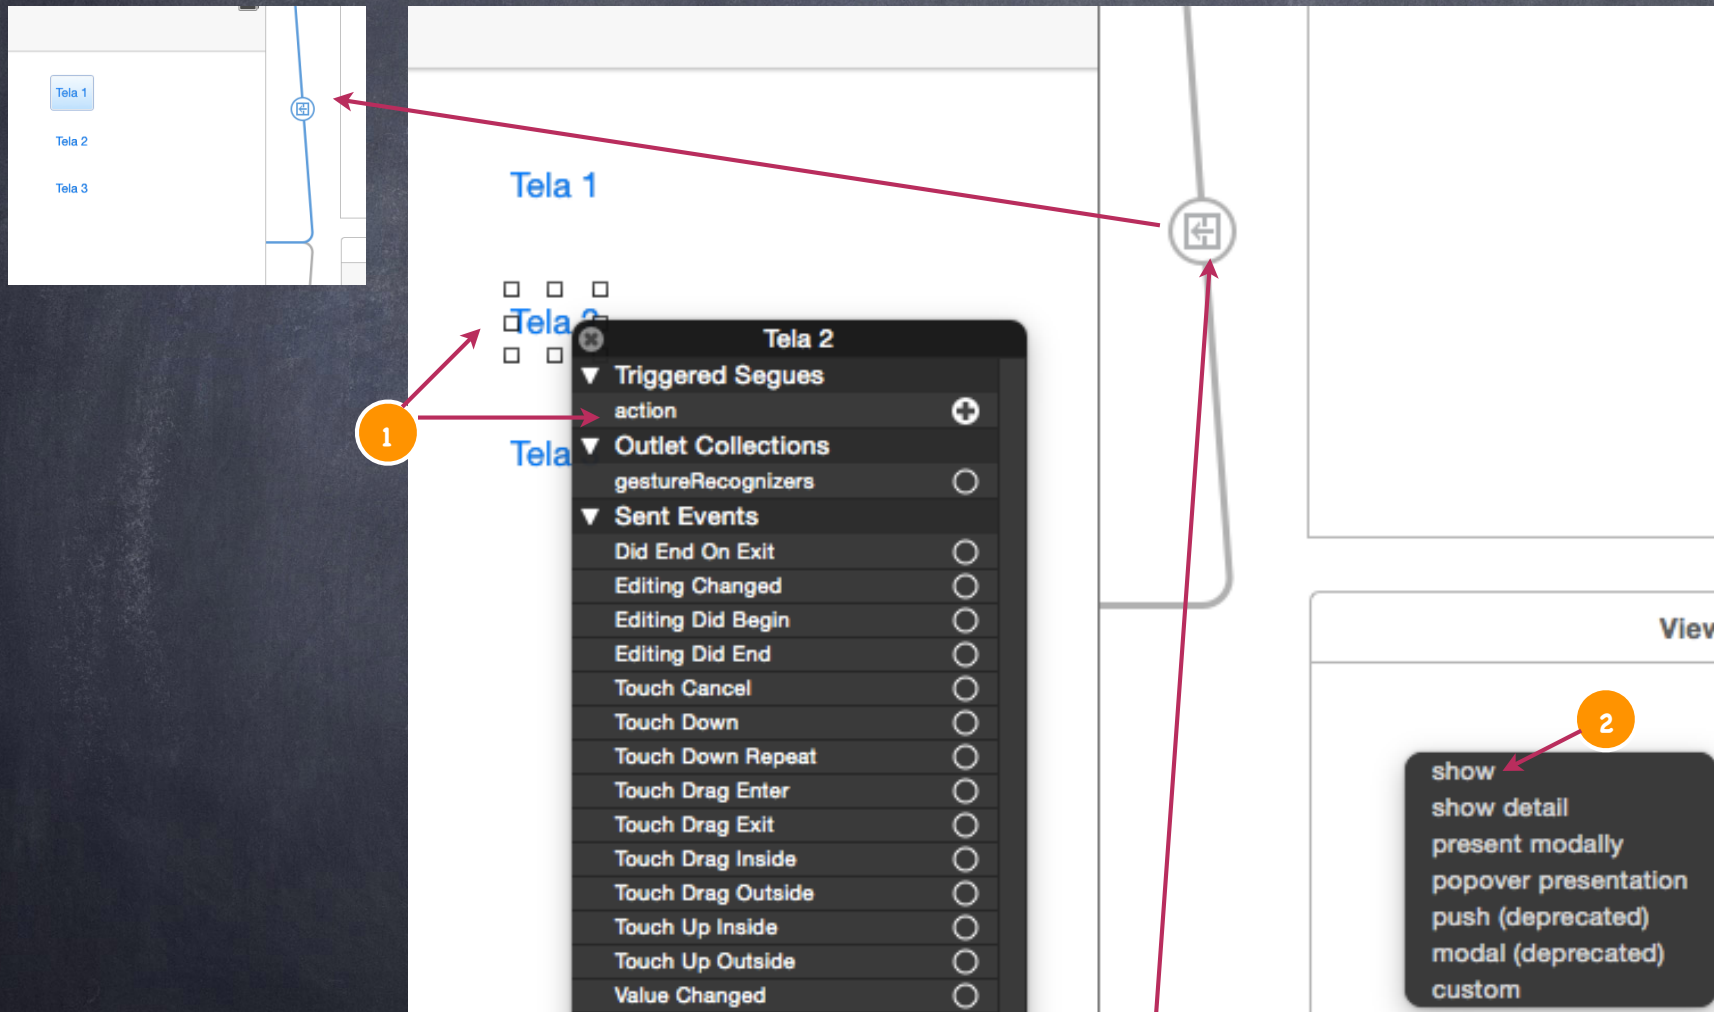 Tela 1
Tela 2
Tela 3
Tela 1
Tela
Tela
1
Tela 2
Triggered Segues
action
Outlet Collections
gestureRecognizers
Sent Events
Did End On Exit
Editing Changed
Editing Did Begin
Editing Did End
Touch Cancel
Touch Down
Touch Down Repeat
Touch Drag Enter
Touch Drag Exit
Touch Drag Inside
Touch Drag Outside
Touch Up Inside
Touch Up Outside
Value Changed
View
2
show
show detail
present modally
popover presentation
push (deprecated)
modal (deprecated)
custom